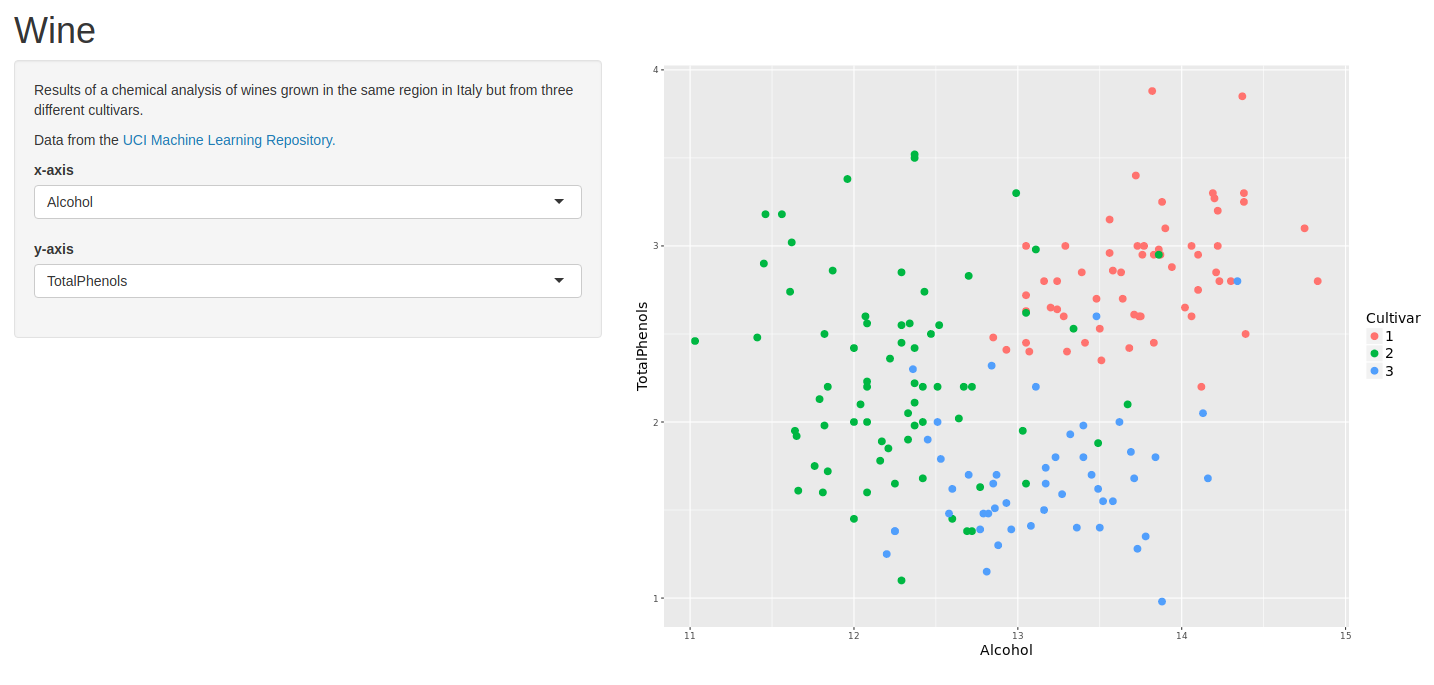 Wine
Results of a chemical analysis of wines grown in the same region in Italy but from three
different cultivars.
Data from the UCI Machine Learning Repository.
x-axis
Alcohol
y-axis
TotalPhenols
4
3
2
1
TotalPhenols
11 12 13 14 15
Alcohol
Cultivar
1
2
3